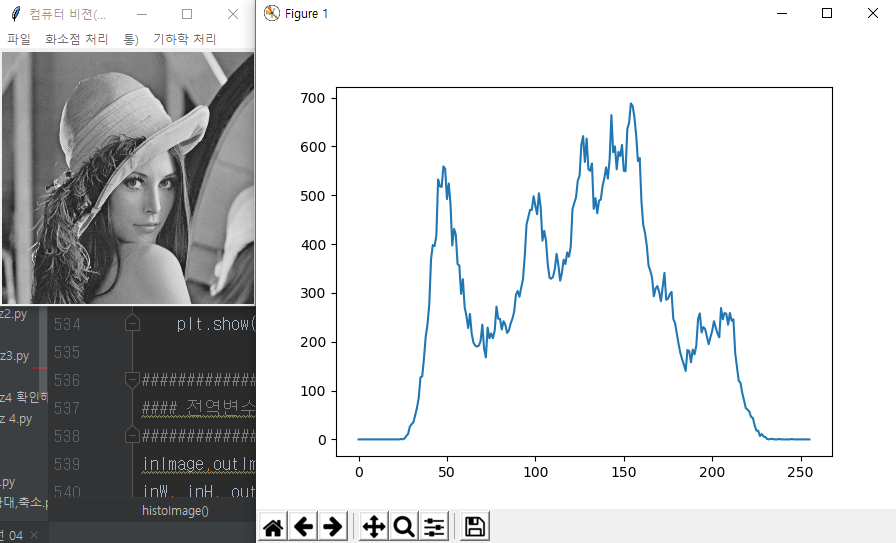 컴퓨터 비젼(...
파일 화소점 처리 통) 기하학 처리
z2.py
z3.py
z4 확인하
z 4.py
.py
확대,축소.p
전 04
534 plt.show(
535
536 #############
537 #### 전역변수
538 #############
539 inImage,outIm
540 inW, inH, out
histoImage()
Figure 1
700
600
500
400
300
200
100
0
0 50 100 150 200 250